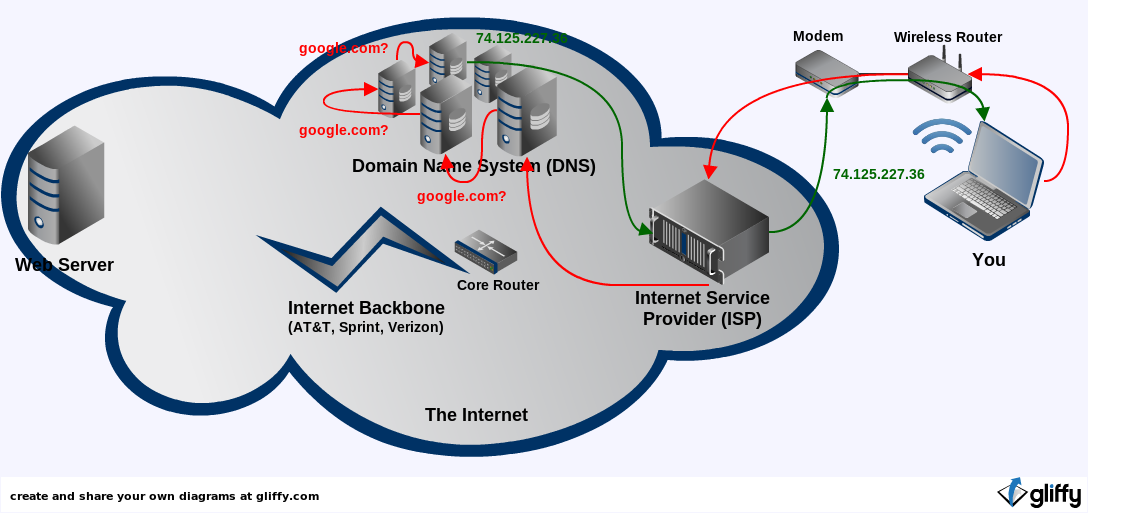 74.125.227.36
google.com?
Modem
Wireless Router
google.com?
Domain Name System (DNS)
74.125.227.36
google.com?
Web Server
You
Core Router
Internet Backbone
(AT&T, Sprint, Verizon)
Internet Service
Provider (ISP)
The Internet
create and share your own diagrams at gliffy.com
gliffy